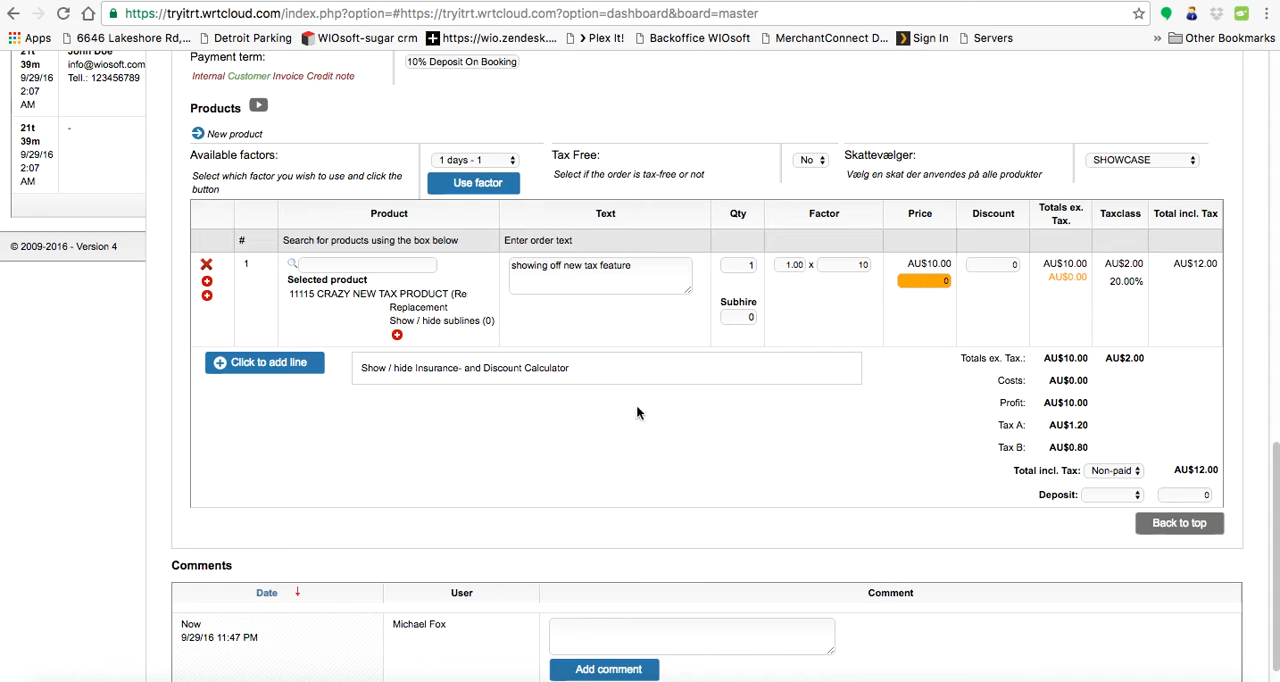 https://tryitrt.wrtcloud.com/index.php?option=#https://tryitrt.wrtcloud.com?option=dashboard&board=master
Apps 6646 Lakeshore Rd,... Detroit Parking WIOsoft-sugar crm https://wio.zendesk.... Plex It! Backoffice WIOsoft MerchantConnect D... Sign In Servers » Other Bookmarks
21t
39m
9/29/16
2:07
AM
John Doe
info@wiosoft.com
Tell.: 123456789
21t
39m
9/29/16
2:07
AM
-
© 2009-2016 - Version 4
Payment term:
Internal Customer Invoice Credit note
10% Deposit On Booking
Products
New product
Available factors:
Select which factor you wish to use and click the
button
1 days - 1
Use factor
Tax Free:
Select if the order is tax-free or not
No
Skattevælger:
Vælg en skat der anvendes på alle produkter
SHOWCASE
Product Text Qty Factor Price Discount Totals ex. Tax. Taxclass Total incl. Tax
# Search for products using the box below Enter order text
1
Selected product
11115 CRAZY NEW TAX PRODUCT (Re
Replacement
Show / hide sublines (0)
showing off new tax feature
1
Subhire
0
1.00 x 10
AU$10.00
0
0
AU$10.00
AU$0.00
AU$2.00
20.00%
AU$12.00
Click to add line
Show / hide Insurance- and Discount Calculator
Totals ex. Tax.: AU$10.00 AU$2.00
Costs: AU$0.00
Profit: AU$10.00
Tax A: AU$1.20
Tax B: AU$0.80
Total incl. Tax: Non-paid AU$12.00
Deposit: 0
Back to top
Comments
Date User Comment
Now
9/29/16 11:47 PM
Michael Fox
Add comment